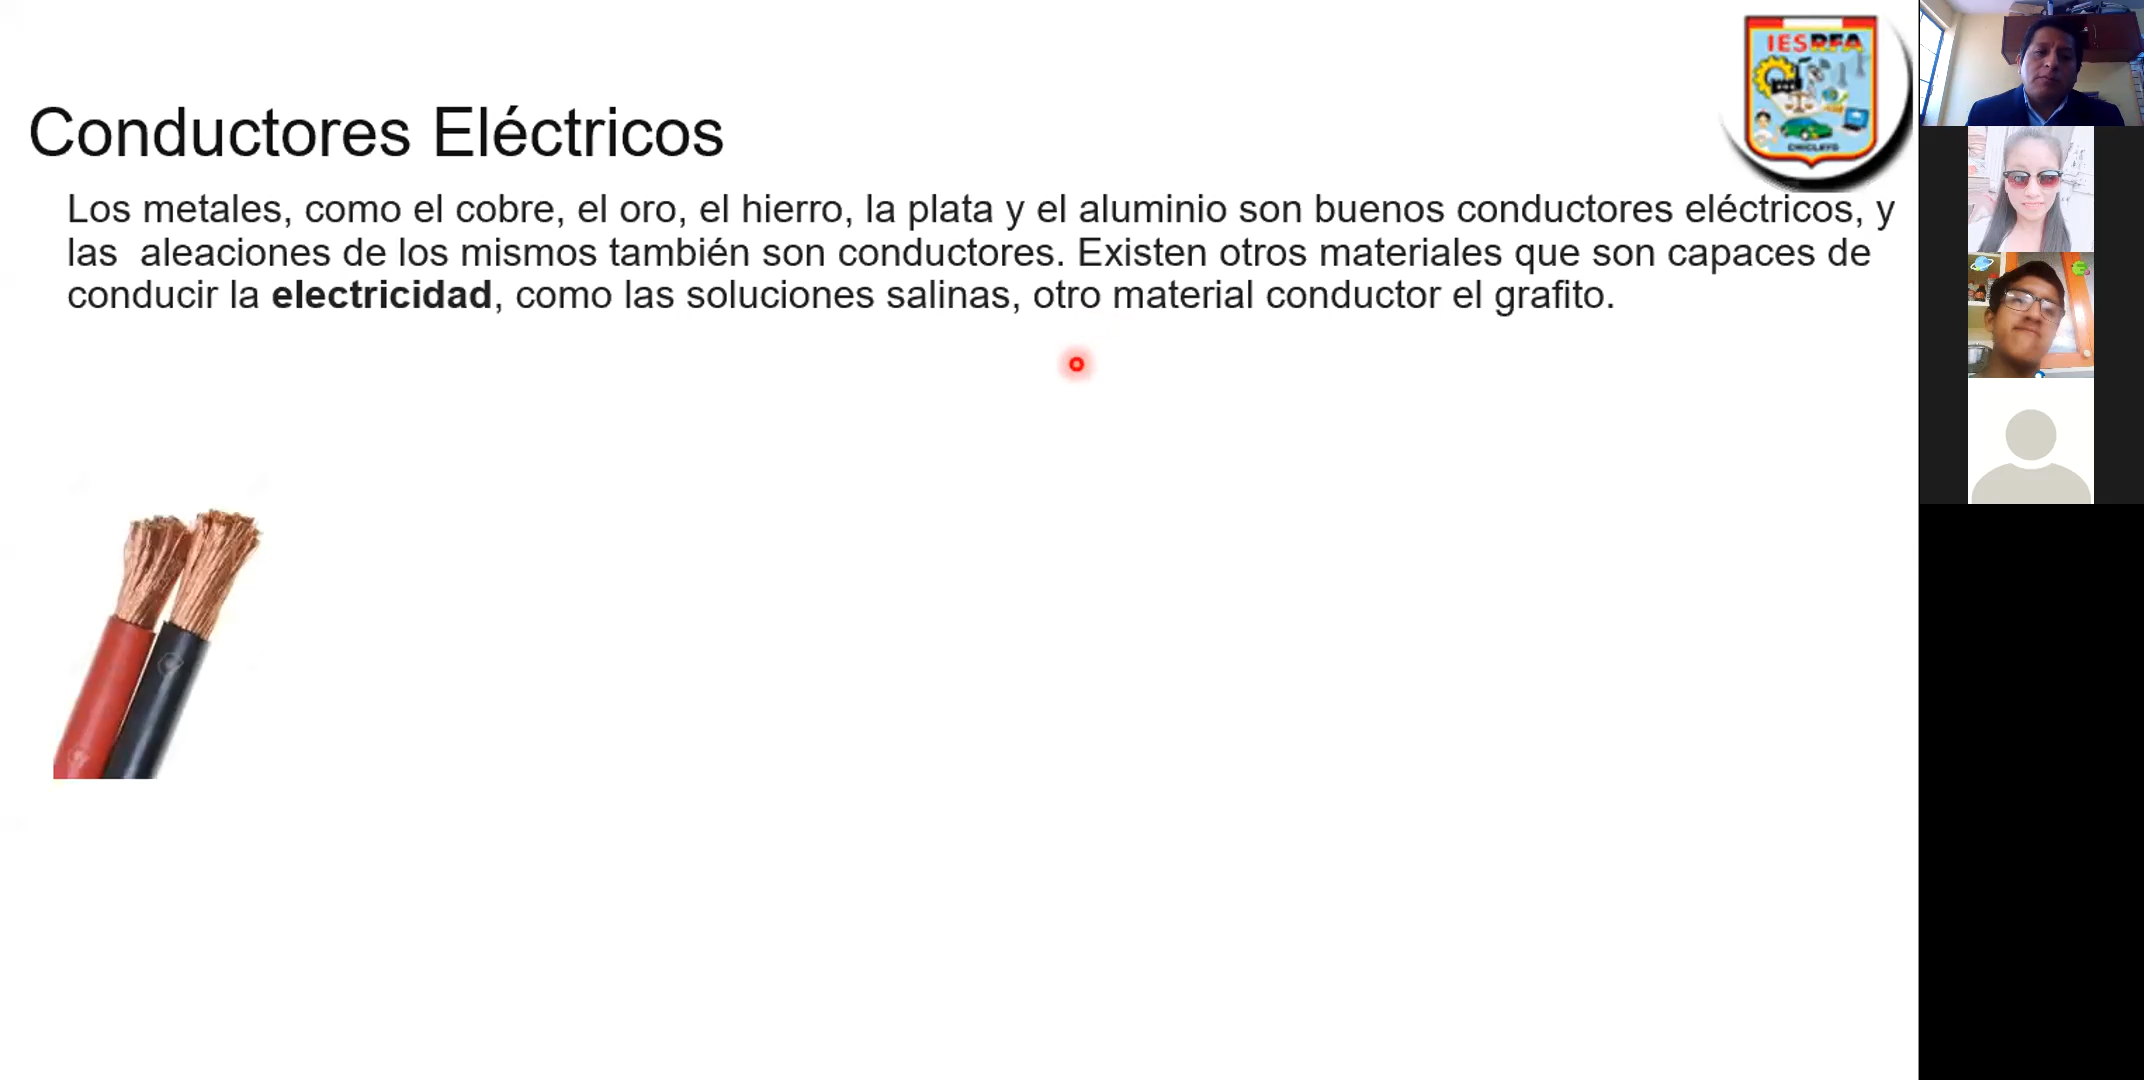 IESRFA
CHICLAYO
Conductores Eléctricos
Los metales, como el cobre, el oro, el hierro, la plata y el aluminio son buenos conductores eléctricos, y
las  aleaciones de los mismos también son conductores. Existen otros materiales que son capaces de
conducir la electricidad, como las soluciones salinas, otro material conductor el grafito.